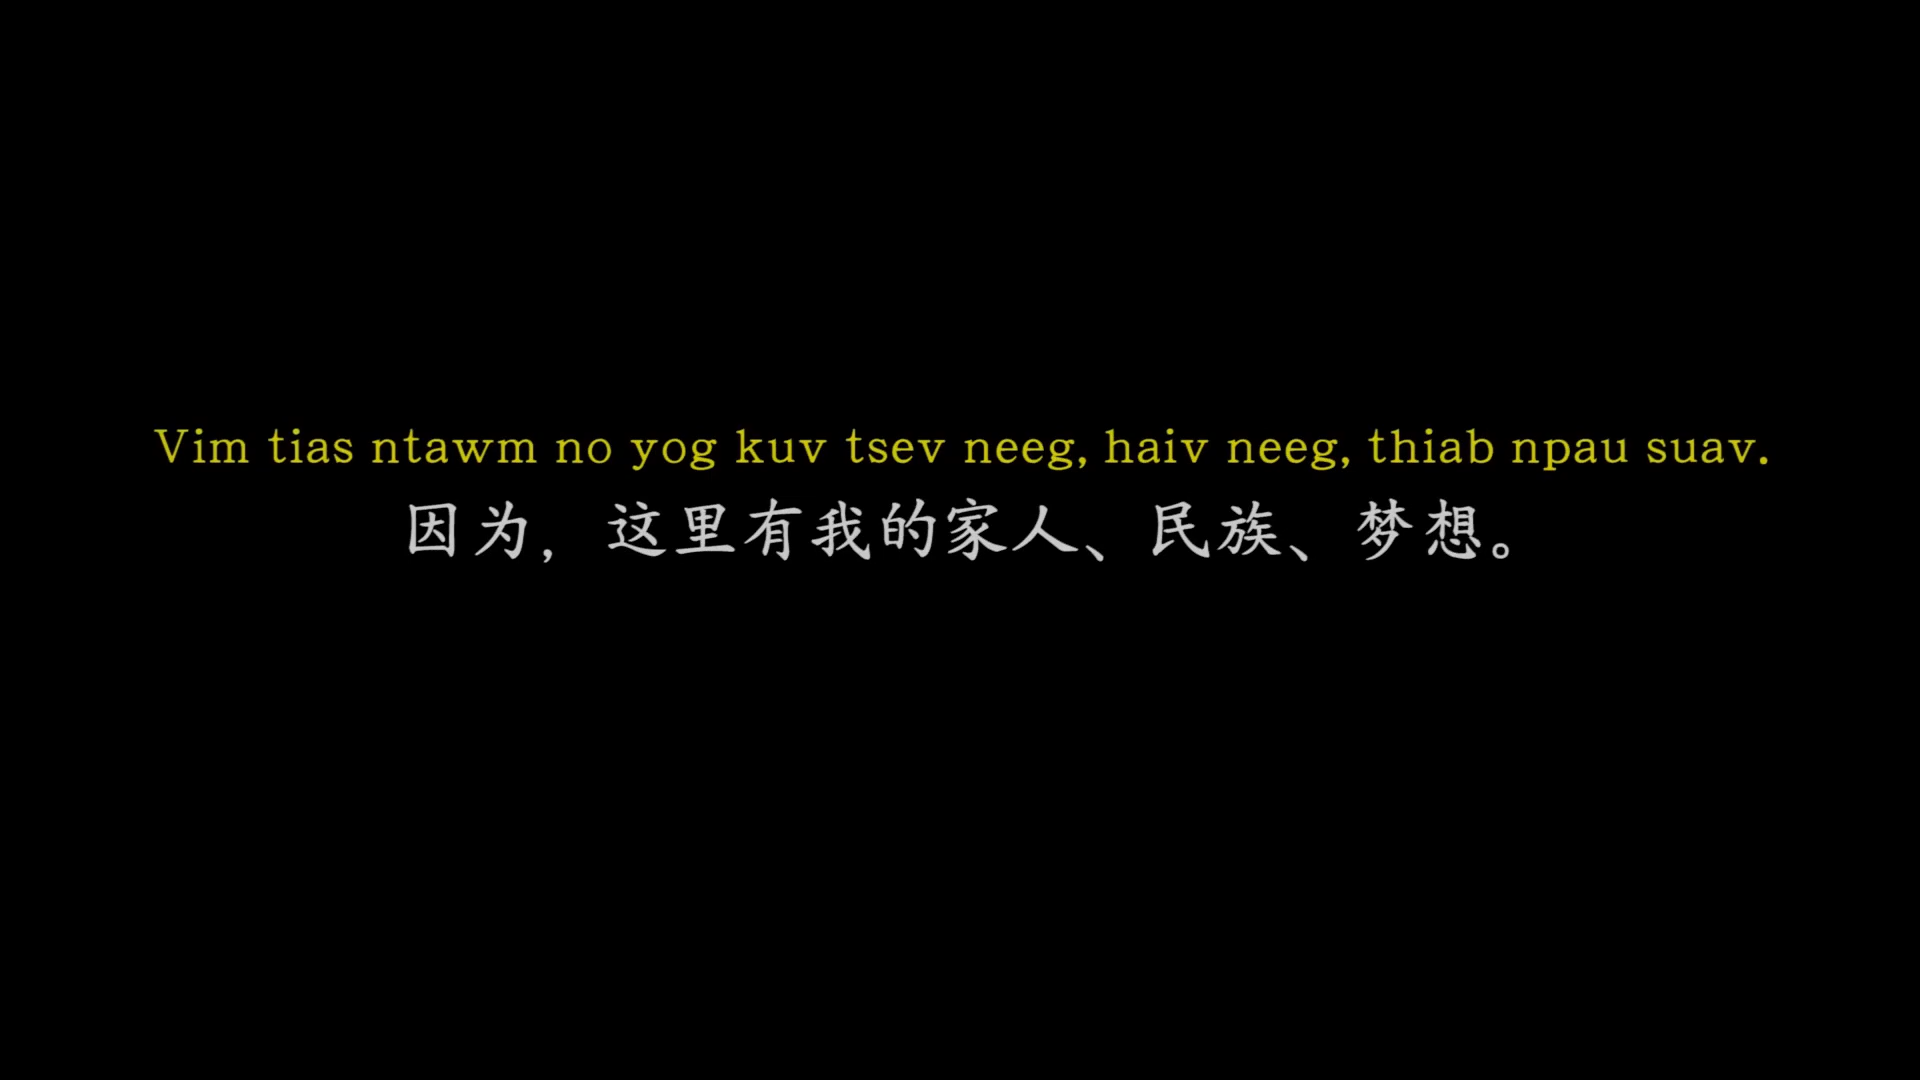 Vim tias ntawm no yog kuv tsev neeg, haiv neeg, thiab npau suav.
因为，这里有我的家人、民族、梦想。